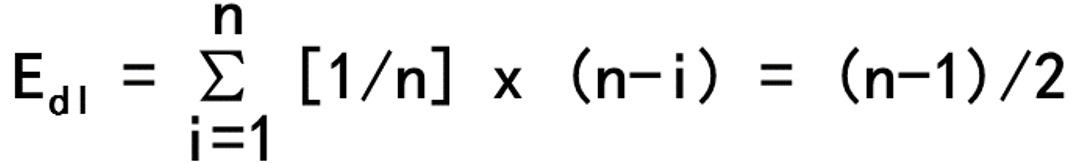 E_dl = ∑_{i=1}^{n} [1/n] x (n-i) = (n-1)/2